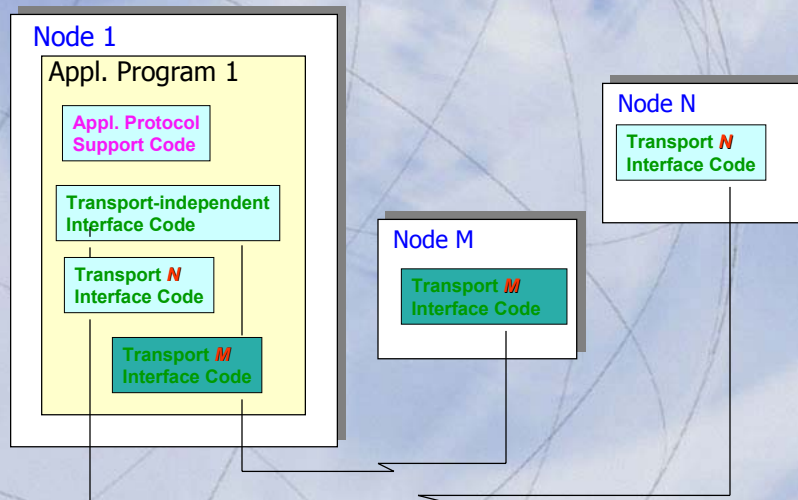 Node 1
Appl. Program 1
Appl. Protocol
Support Code
Transport-independent
Interface Code
Transport N
Interface Code
Transport M
Interface Code
Node M
Transport M
Interface Code
Node N
Transport N
Interface Code